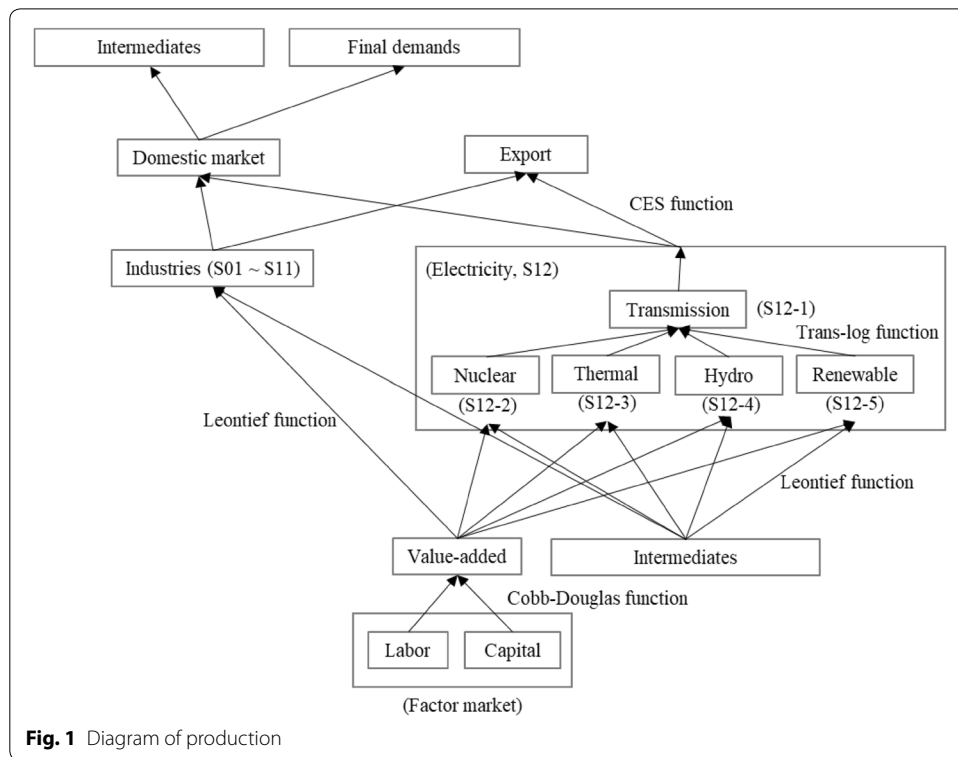 Intermediates
Final demands
Domestic market
Export
CES function
Industries (S01 ~ S11)
(Electricity, S12)
Transmission
(S12-1)
Trans-log function
Nuclear
Thermal
Hydro
Renewable
(S12-2)
(S12-3)
(S12-4)
(S12-5)
Leontief function
Leontief function
Value-added
Intermediates
Cobb-Douglas function
Labor
Capital
(Factor market)
Fig. 1 Diagram of production